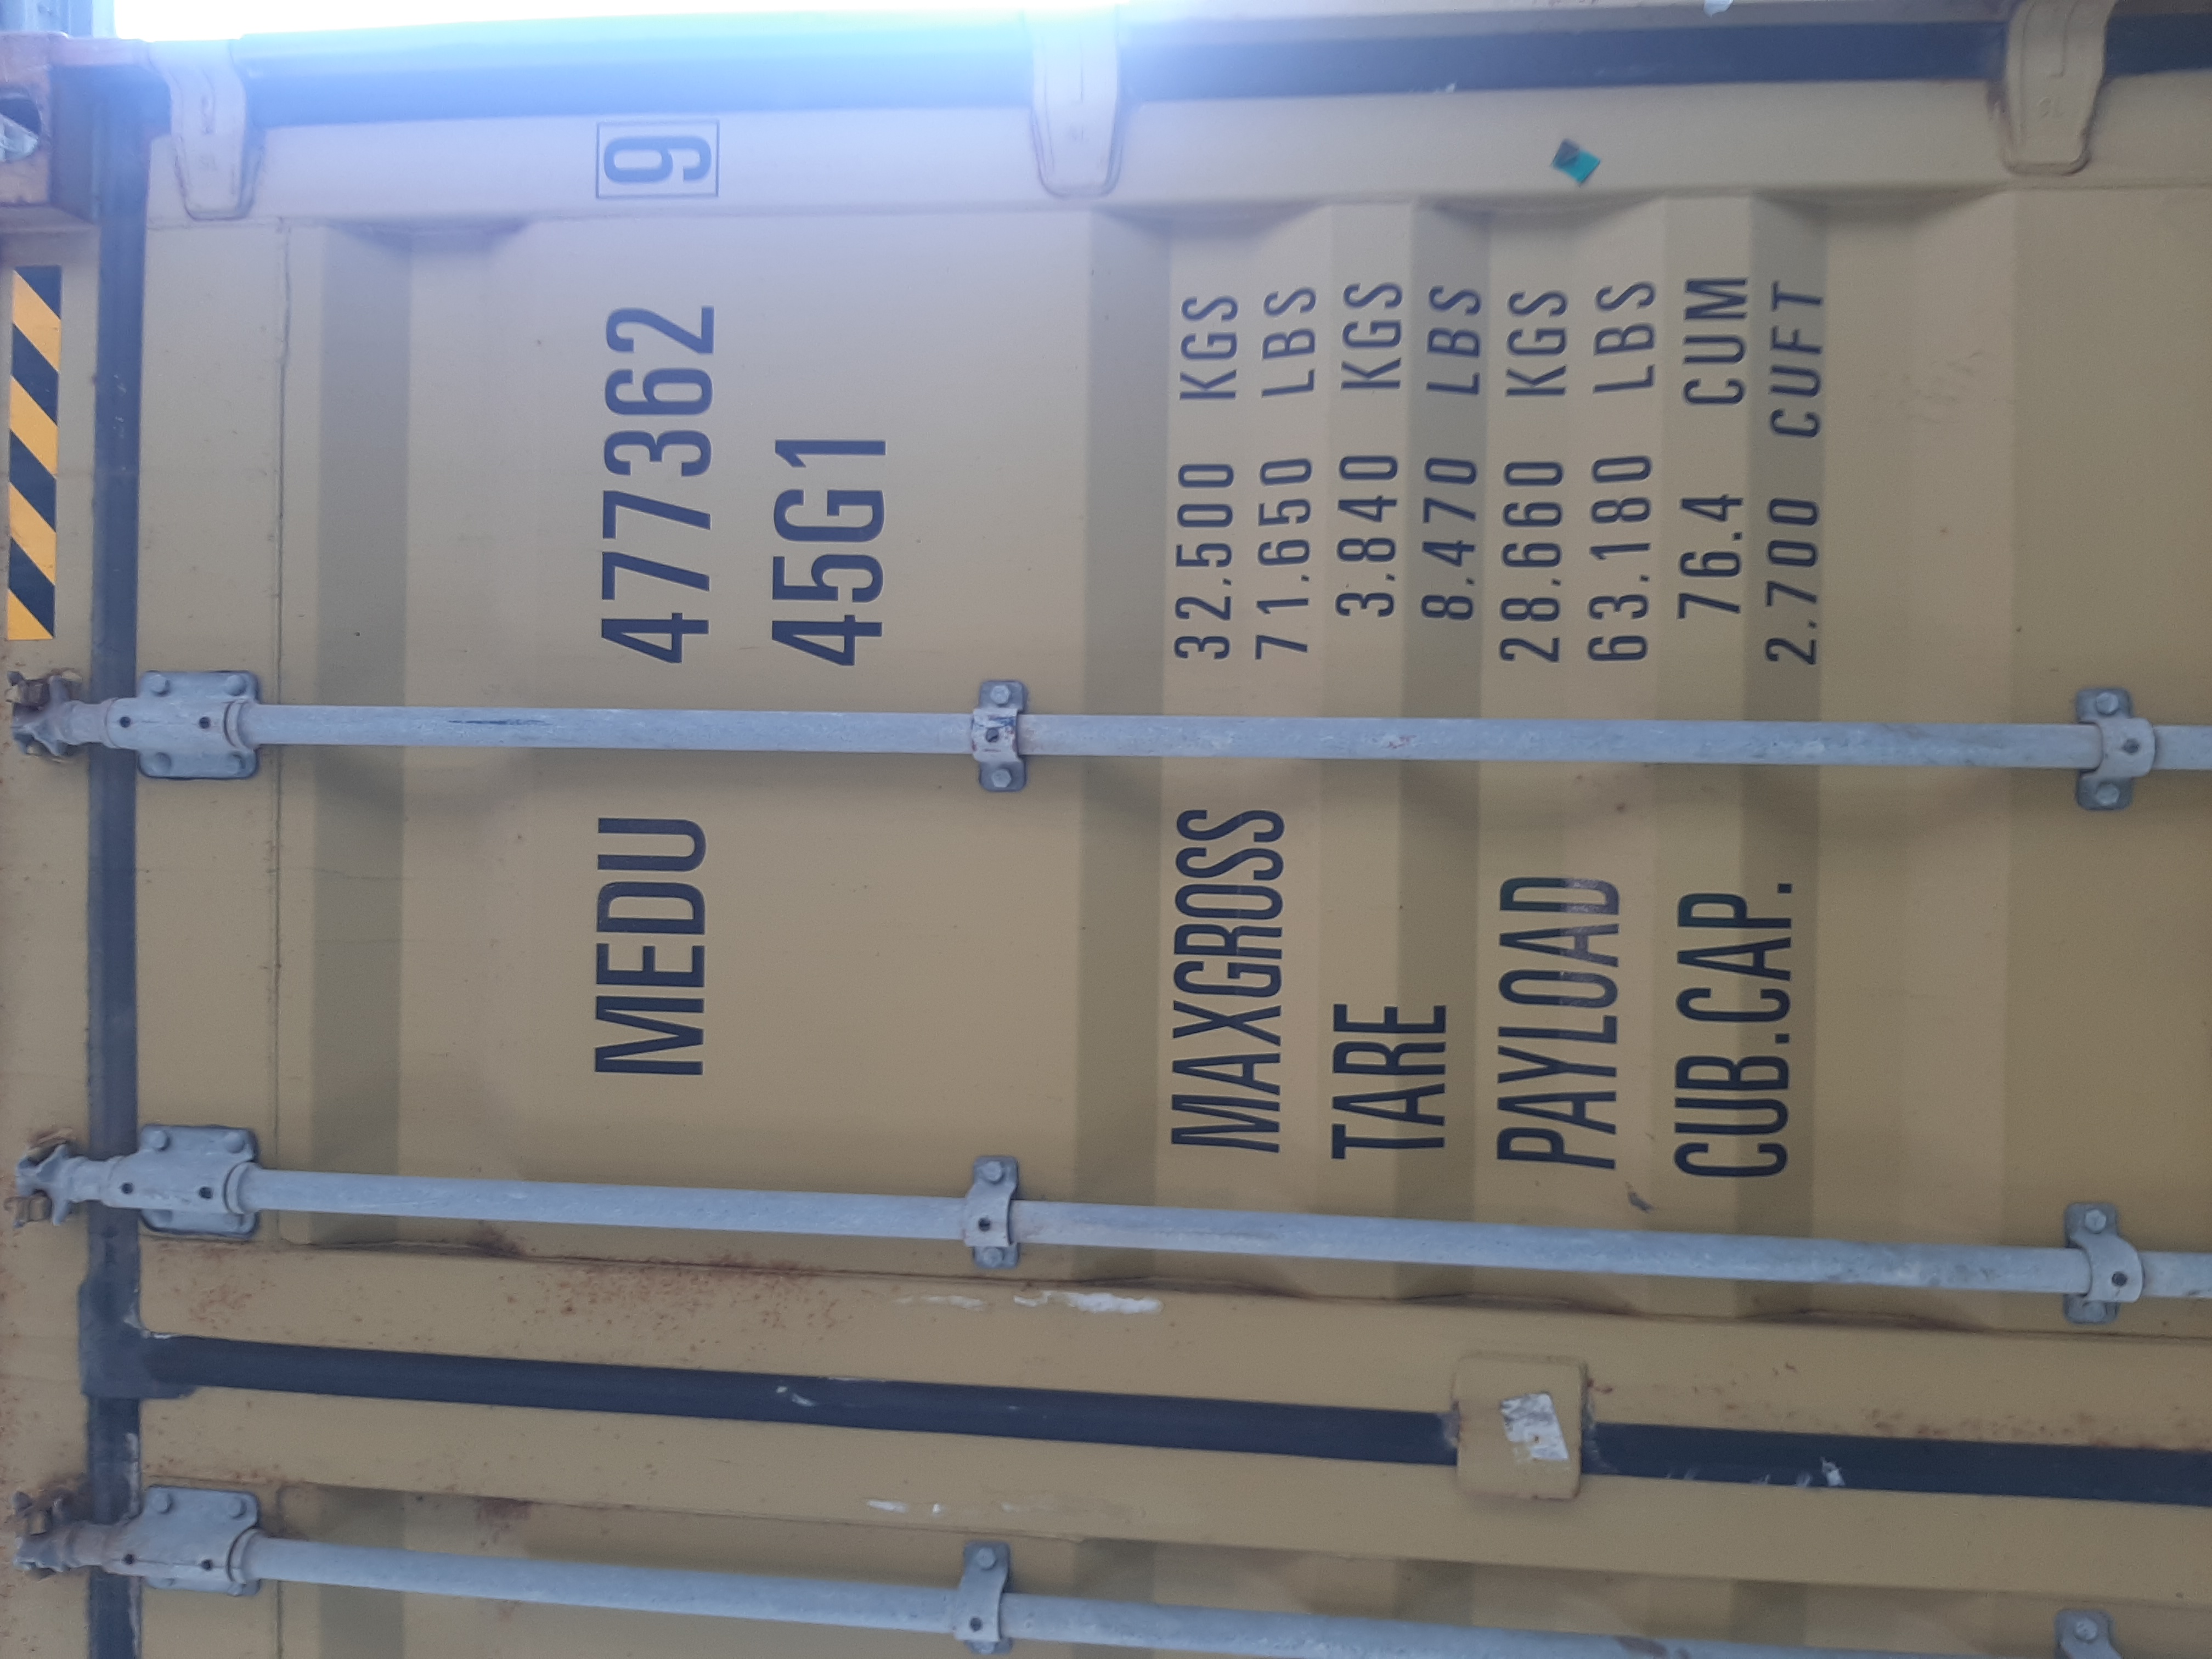 MEDU 477362 9
45G1
MAXGROSS 32.500 KGS
71.650 LBS
TARE 3.840 KGS
8.470 LBS
PAYLOAD 28.660 KGS
63.180 LBS
CUB.CAP. 76.4 CUM
2.700 CUFT